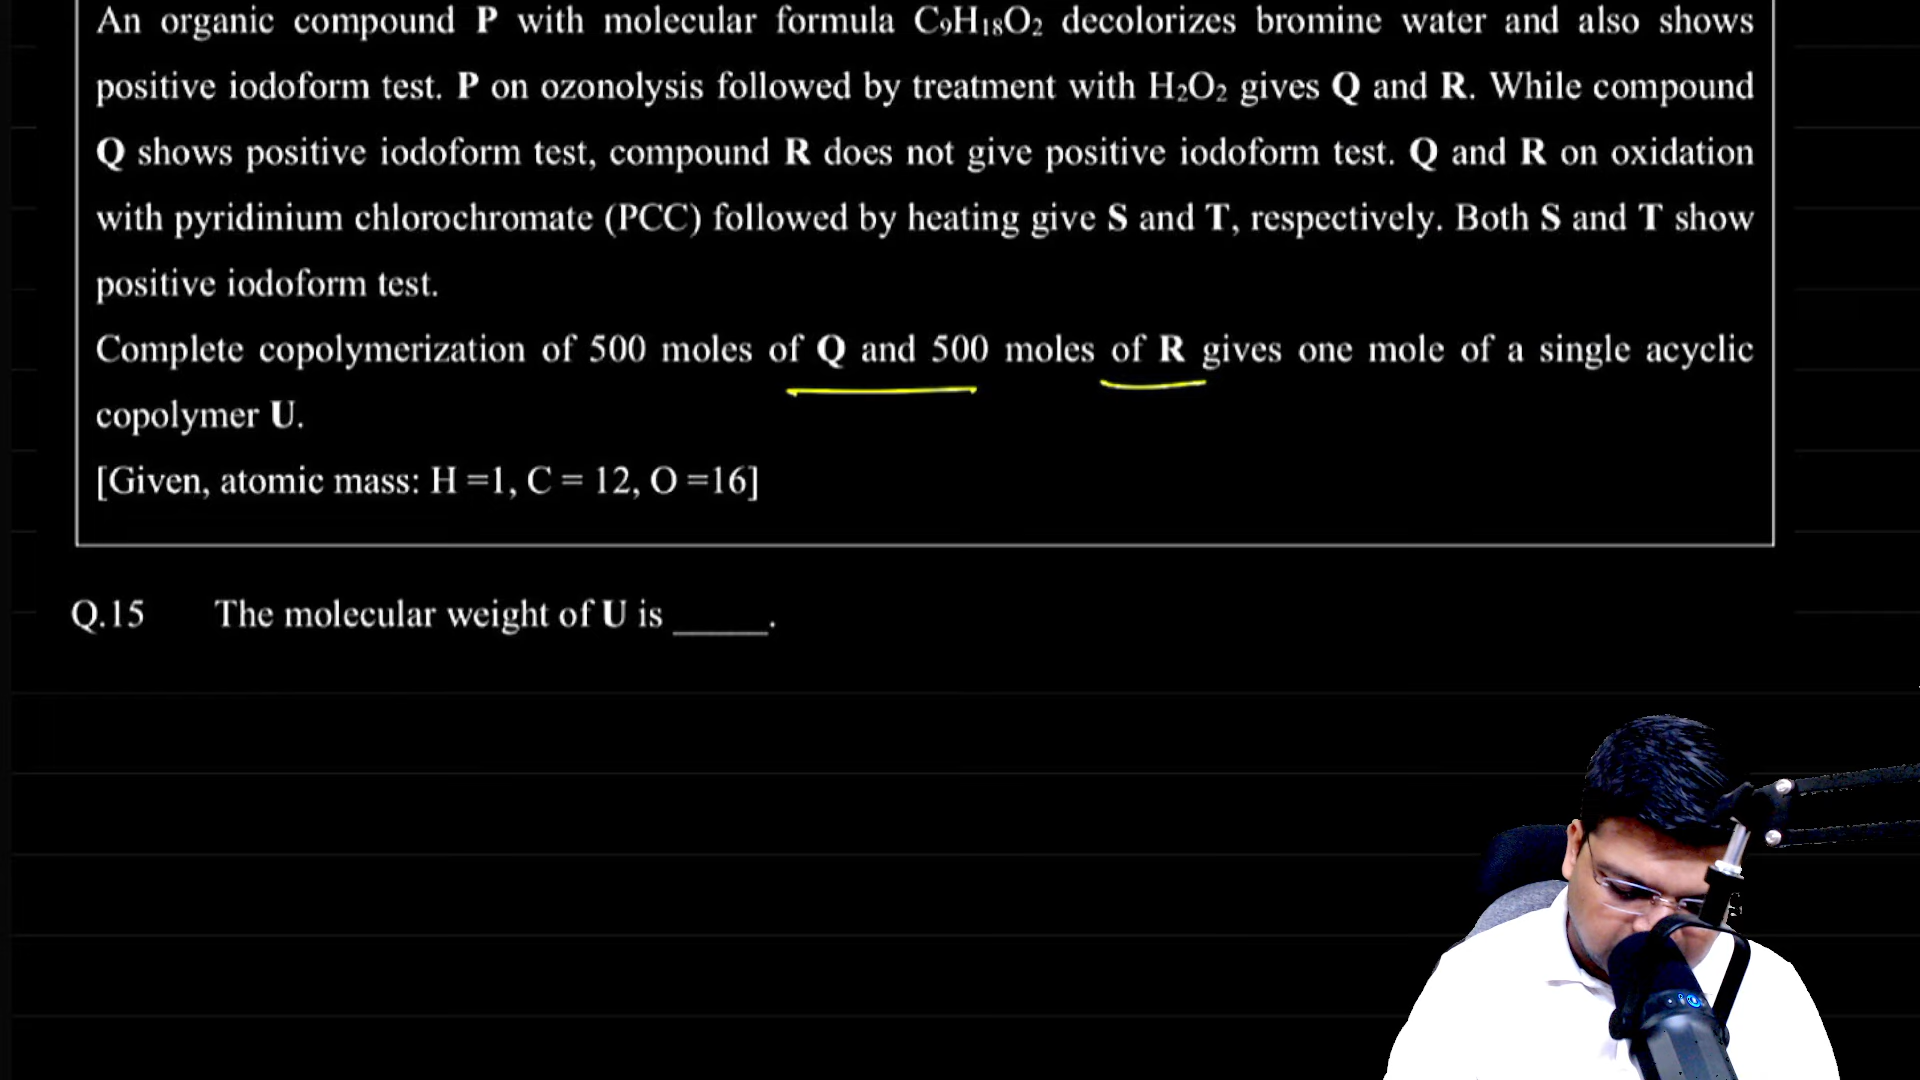 An organic compound P with molecular formula C₉H₁₈O₂ decolorizes bromine water and also shows
positive iodoform test. P on ozonolysis followed by treatment with H₂O₂ gives Q and R. While compound
Q shows positive iodoform test, compound R does not give positive iodoform test. Q and R on oxidation
with pyridinium chlorochromate (PCC) followed by heating give S and T, respectively. Both S and T show
positive iodoform test.
Complete copolymerization of 500 moles of Q and 500 moles of R gives one mole of a single acyclic
copolymer U.
[Given, atomic mass: H =1, C = 12, O =16]
Q.15 The molecular weight of U is _____.